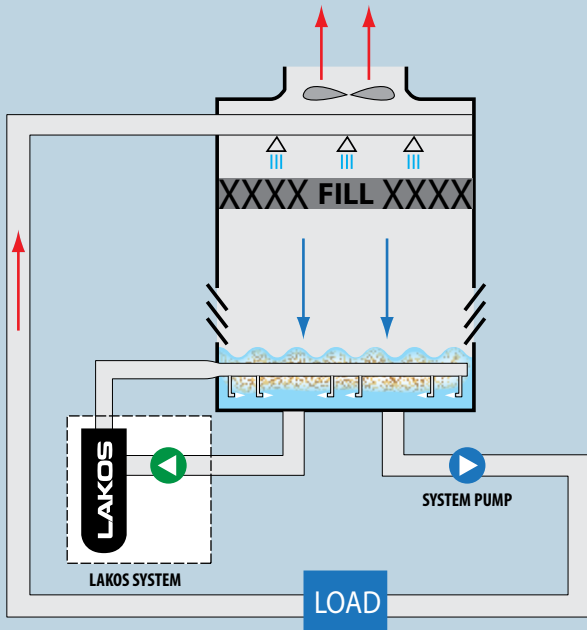 XXXX FILL XXXX
LAKOS
SYSTEM PUMP
LAKOS SYSTEM
LOAD